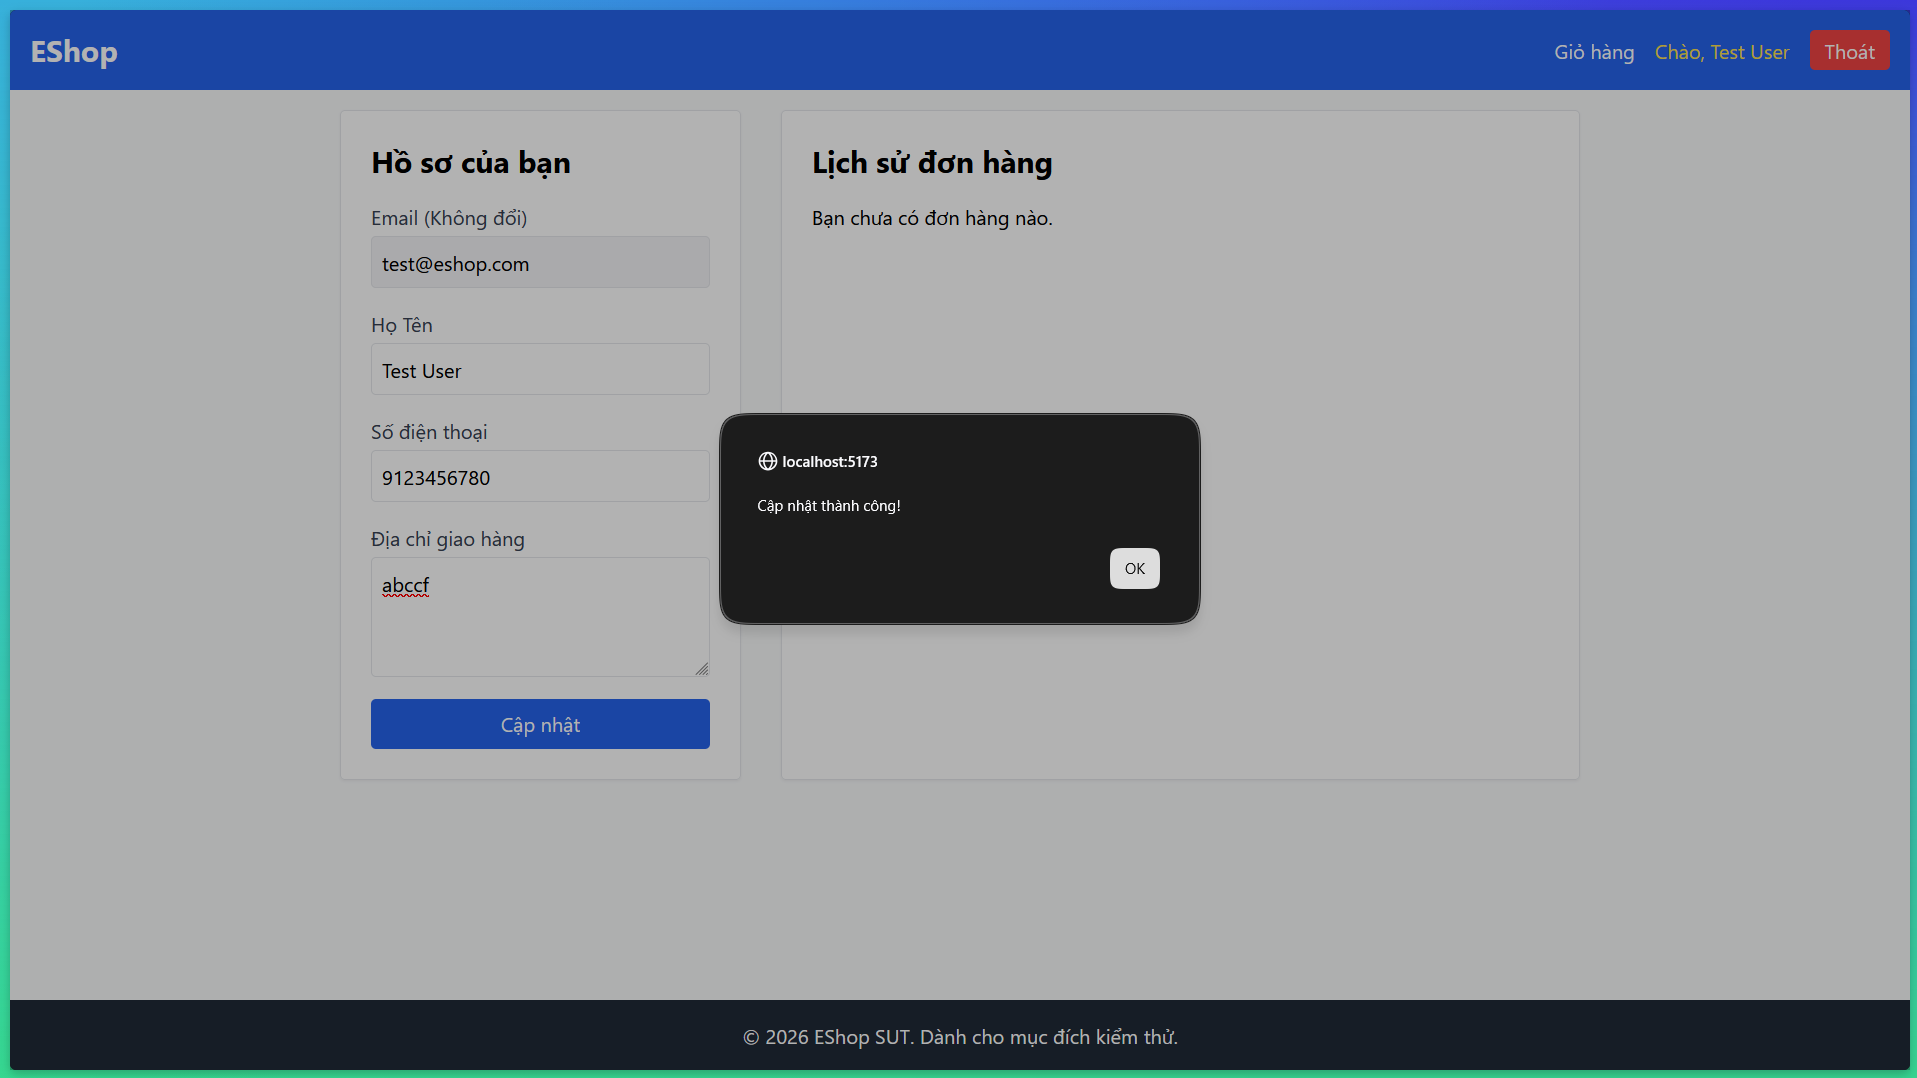 EShop
Giỏ hàng Chào, Test User Thoát
Hồ sơ của bạn
Email (Không đổi)
test@eshop.com
Họ Tên
Test User
Số điện thoại
9123456780
Địa chỉ giao hàng
abccf
Cập nhật
Lịch sử đơn hàng
Bạn chưa có đơn hàng nào.
localhost:5173
Cập nhật thành công!
OK
© 2026 EShop SUT. Dành cho mục đích kiểm thử.